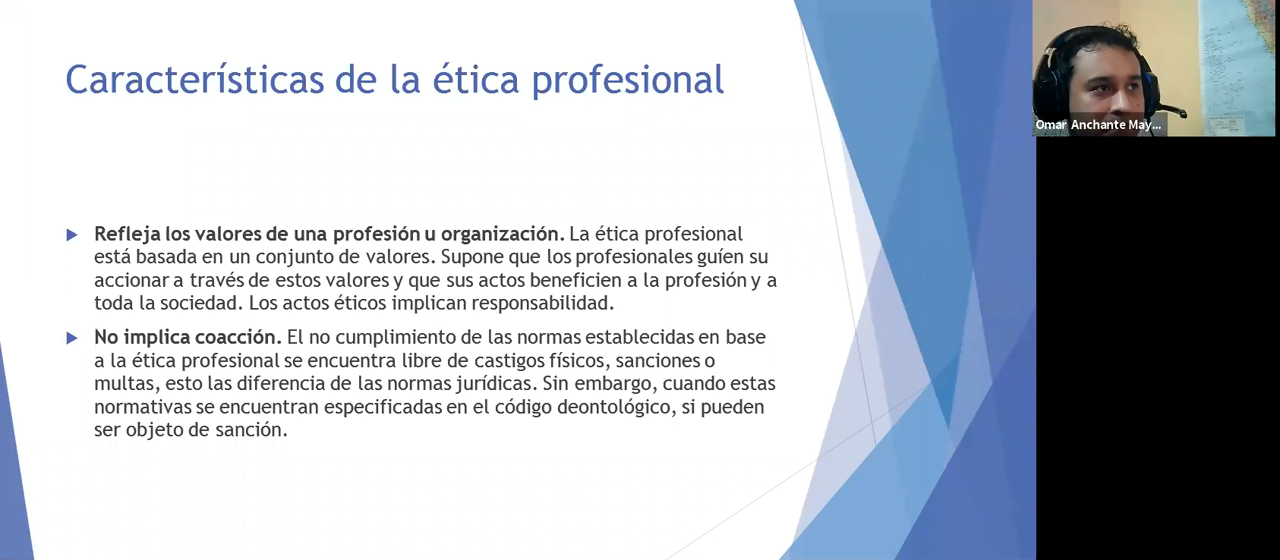 Características de la ética profesional
Refleja los valores de una profesión u organización. La ética profesional
está basada en un conjunto de valores. Supone que los profesionales guíen su
accionar a través de estos valores y que sus actos beneficien a la profesión y a
toda la sociedad. Los actos éticos implican responsabilidad.
No implica coacción. El no cumplimiento de las normas establecidas en base
a la ética profesional se encuentra libre de castigos físicos, sanciones o
multas, esto las diferencia de las normas jurídicas. Sin embargo, cuando estas
normativas se encuentran especificadas en el código deontológico, si pueden
ser objeto de sanción.
Omar Anchante May...